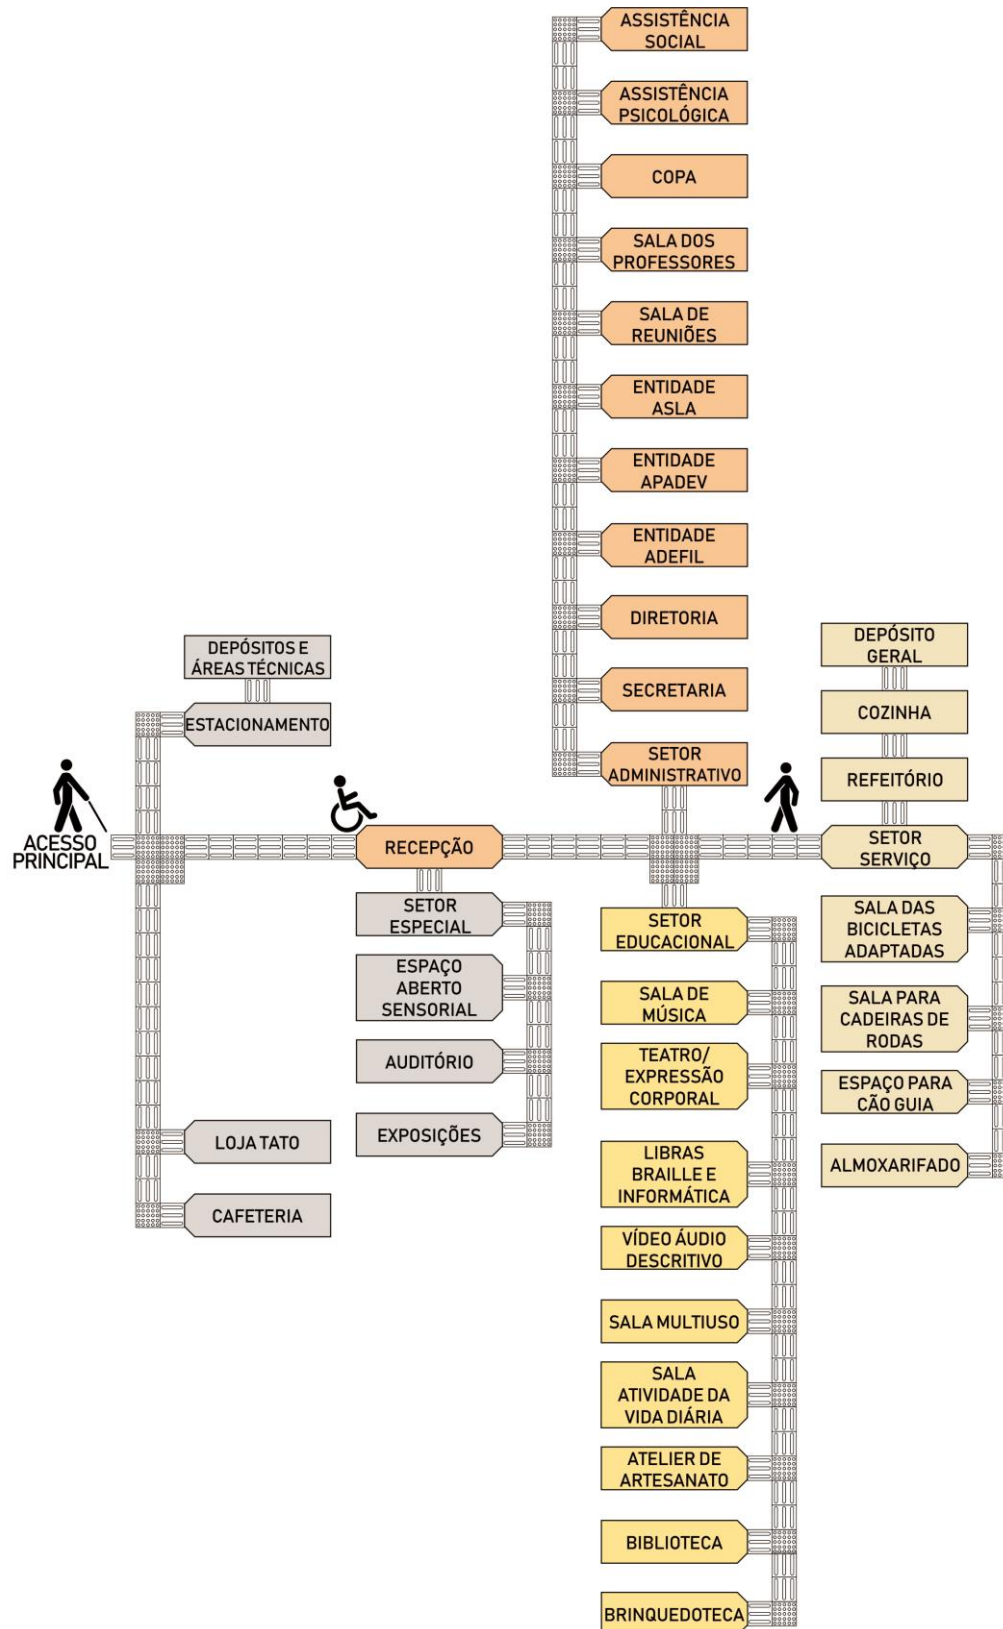 ASSISTÊNCIA
SOCIAL
ASSISTÊNCIA
PSICOLÓGICA
COPA
SALA DOS
PROFESSORES
SALA DE
REUNIÕES
ENTIDADE
ASLA
ENTIDADE
APADEV
ENTIDADE
ADEFIL
DIRETORIA
SECRETARIA
SETOR
ADMINISTRATIVO
DEPÓSITOS E
ÁREAS TÉCNICAS
ESTACIONAMENTO
DEPÓSITO
GERAL
COZINHA
REFEITÓRIO
ACESSO
PRINCIPAL
RECEPÇÃO
SETOR
SERVIÇO
SETOR
ESPECIAL
ESPAÇO
ABERTO
SENSORIAL
AUDITÓRIO
EXPOSIÇÕES
LOJA TATO
CAFETERIA
SETOR
EDUCACIONAL
SALA DE
MÚSICA
TEATRO/
EXPRESSÃO
CORPORAL
LIBRAS
BRAILLE E
INFORMÁTICA
VÍDEO ÁUDIO
DESCRITIVO
SALA MULTIUSO
SALA
ATIVIDADE DA
VIDA DIÁRIA
ATELIER DE
ARTESANATO
BIBLIOTECA
BRINQUEDOTECA
SALA DAS
BICICLETAS
ADAPTADAS
SALA PARA
CADEIRAS DE
RODAS
ESPAÇO PARA
CÃO GUIA
ALMOXARIFADO